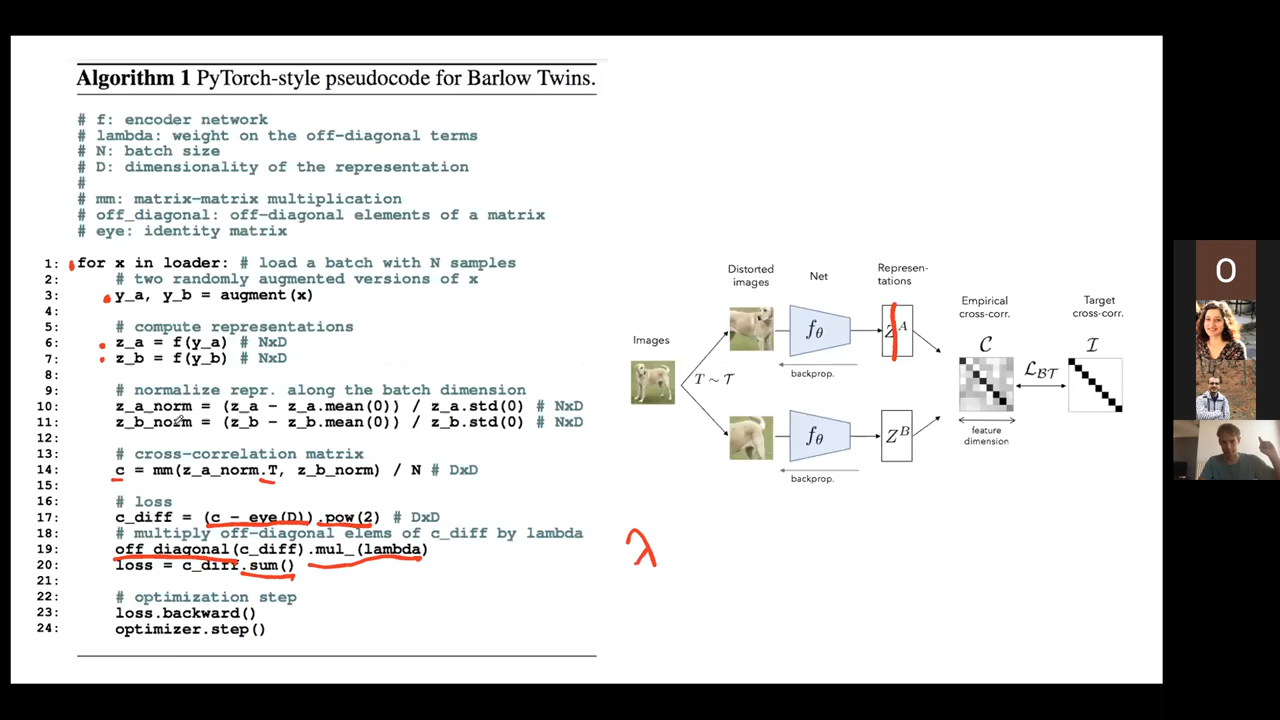 Algorithm 1 PyTorch-style pseudocode for Barlow Twins.
# f: encoder network
# lambda: weight on the off-diagonal terms
# N: batch size
# D: dimensionality of the representation
#
# mm: matrix-matrix multiplication
# off_diagonal: off-diagonal elements of a matrix
# eye: identity matrix
1: for x in loader: # load a batch with N samples
2: # two randomly augmented versions of x
3: y_a, y_b = augment(x)
4:
5: # compute representations
6: z_a = f(y_a) # NxD
7: z_b = f(y_b) # NxD
8:
9: # normalize repr. along the batch dimension
10: z_a_norm = (z_a - z_a.mean(0)) / z_a.std(0) # NxD
11: z_b_norm = (z_b - z_b.mean(0)) / z_b.std(0) # NxD
12:
13: # cross-correlation matrix
14: c = mm(z_a_norm.T, z_b_norm) / N # DxD
15:
16: # loss
17: c_diff = (c - eye(D)).pow(2) # DxD
18: # multiply off-diagonal elems of c_diff by lambda
19: off_diagonal(c_diff).mul_(lambda)
20: loss = c_diff.sum()
21:
22: # optimization step
23: loss.backward()
24: optimizer.step()
λ
Images
T ~ 𝒯
Distorted
images
Net
Represen-
tations
fθ
Z^A
backprop.
fθ
Z^B
backprop.
Empirical
cross-corr.
𝒞
feature
dimension
ℒ_ℬ𝒯
Target
cross-corr.
ℐ
O